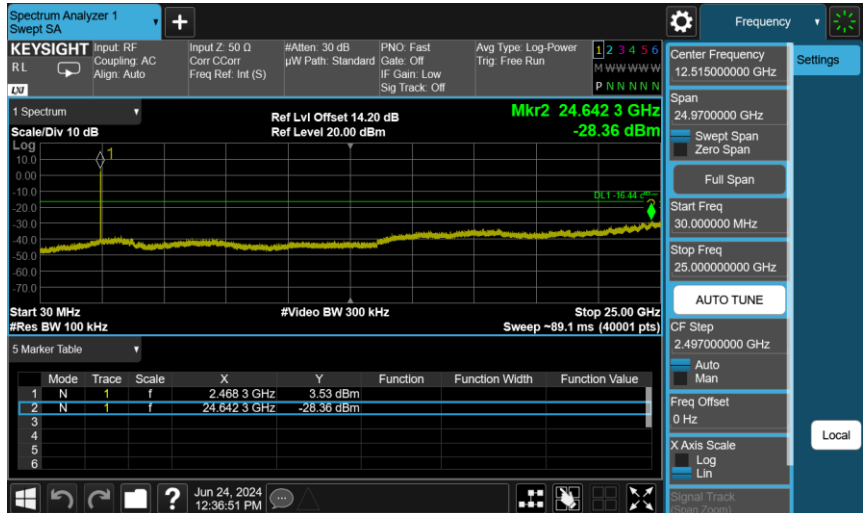 Spectrum Analyzer 1
Swept SA
+
Frequency
KEYSIGHT
RL
LXI
Input: RF
Coupling: AC
Align: Auto
Input Z: 50 Ω
Corr CCorr
Freq Ref: Int (S)
#Atten: 30 dB
µW Path: Standard
PNO: Fast
Gate: Off
IF Gain: Low
Sig Track: Off
Avg Type: Log-Power
Trig: Free Run
1 2 3 4 5 6
M W W W W W
P N N N N N
1 Spectrum
Scale/Div 10 dB
Ref Lvl Offset 14.20 dB
Ref Level 20.00 dBm
Mkr2 24.642 3 GHz
-28.36 dBm
Log
10.0
0.00
-10.0
-20.0
-30.0
-40.0
-50.0
-60.0
-70.0
1
DL1 -16.44
Start 30 MHz
#Res BW 100 kHz
#Video BW 300 kHz
Stop 25.00 GHz
Sweep ~89.1 ms (40001 pts)
5 Marker Table
Mode Trace Scale X Y Function Function Width Function Value
1 N 1 f 2.468 3 GHz 3.53 dBm
2 N 1 f 24.642 3 GHz -28.36 dBm
3
4
5
6
?
Jun 24, 2024
12:36:51 PM
Center Frequency
12.515000000 GHz
Span
24.9700000 GHz
Swept Span
Zero Span
Full Span
Start Freq
30.000000 MHz
Stop Freq
25.000000000 GHz
AUTO TUNE
CF Step
2.497000000 GHz
Auto
Man
Freq Offset
0 Hz
X Axis Scale
Log
Lin
Signal Track
(Span Zoom)
Settings
Local